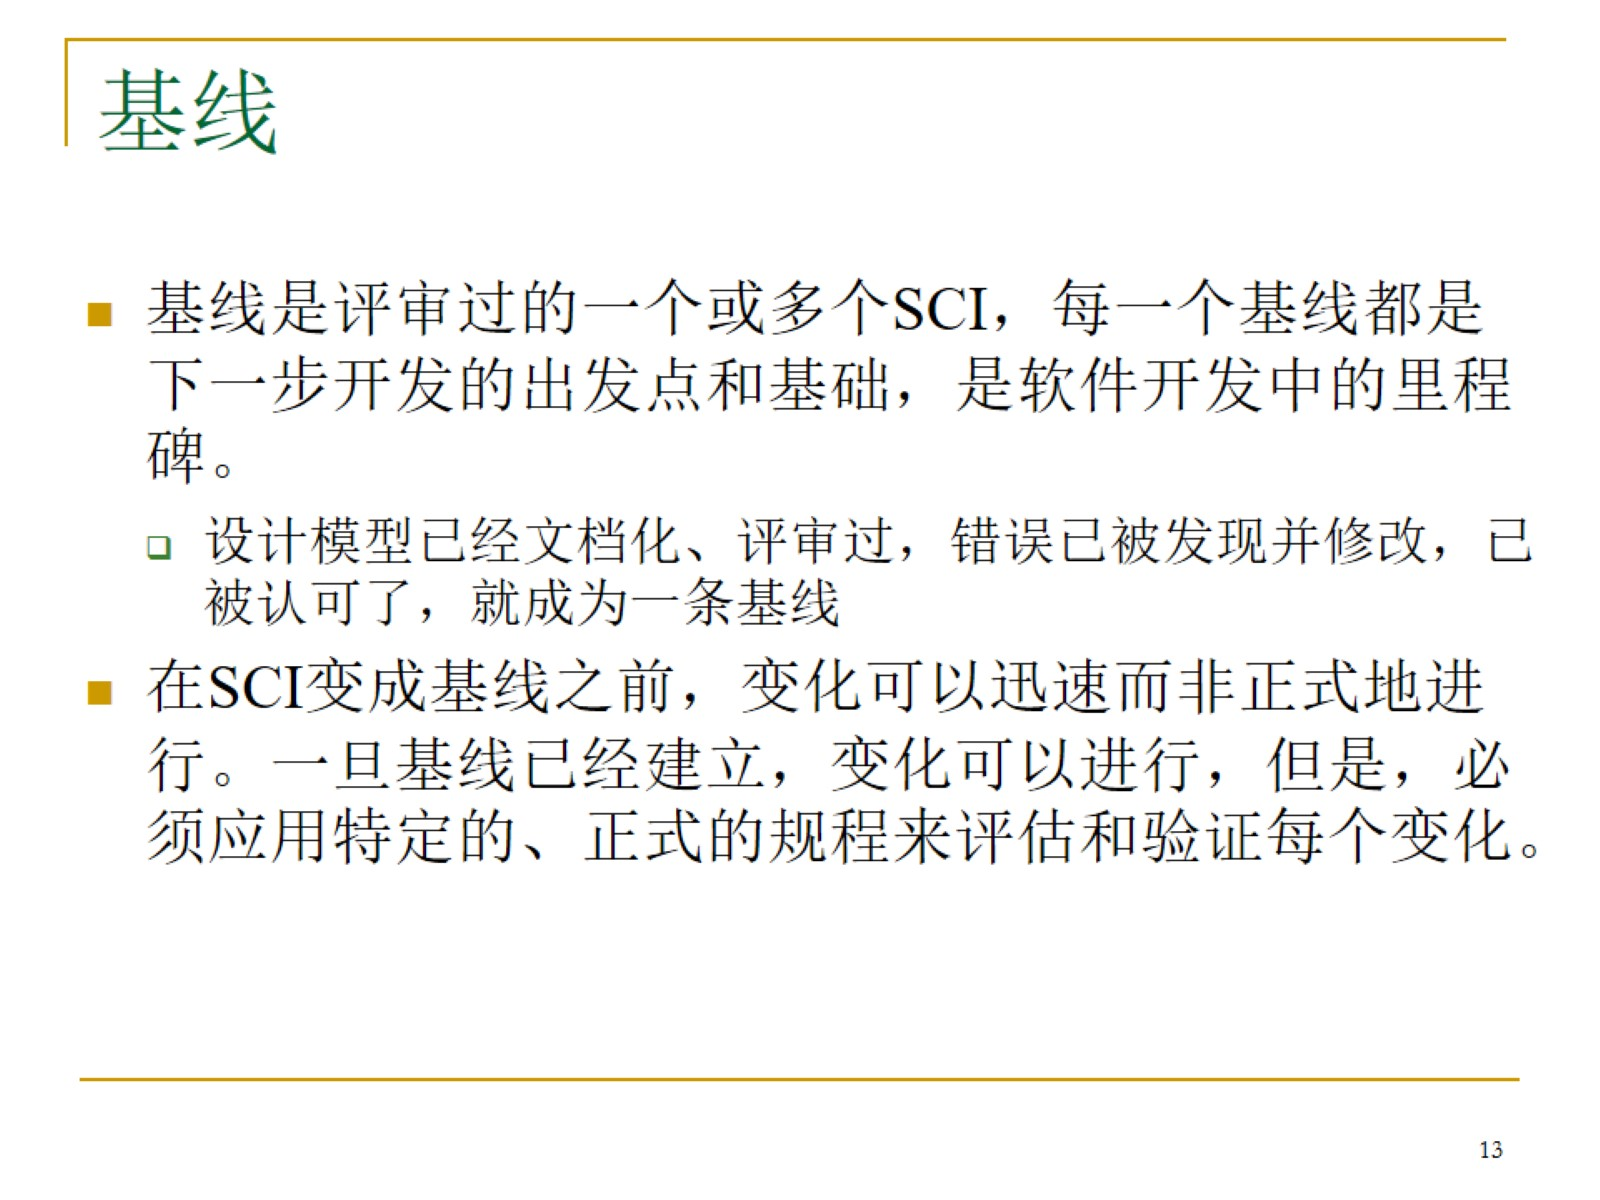 基线
基线是评审过的一个或多个SCI，每一个基线都是
下一步开发的出发点和基础，是软件开发中的里程
碑。
设计模型已经文档化、评审过，错误已被发现并修改，已
被认可了，就成为一条基线
在SCI变成基线之前，变化可以迅速而非正式地进
行。一旦基线已经建立，变化可以进行，但是，必
须应用特定的、正式的规程来评估和验证每个变化。
13